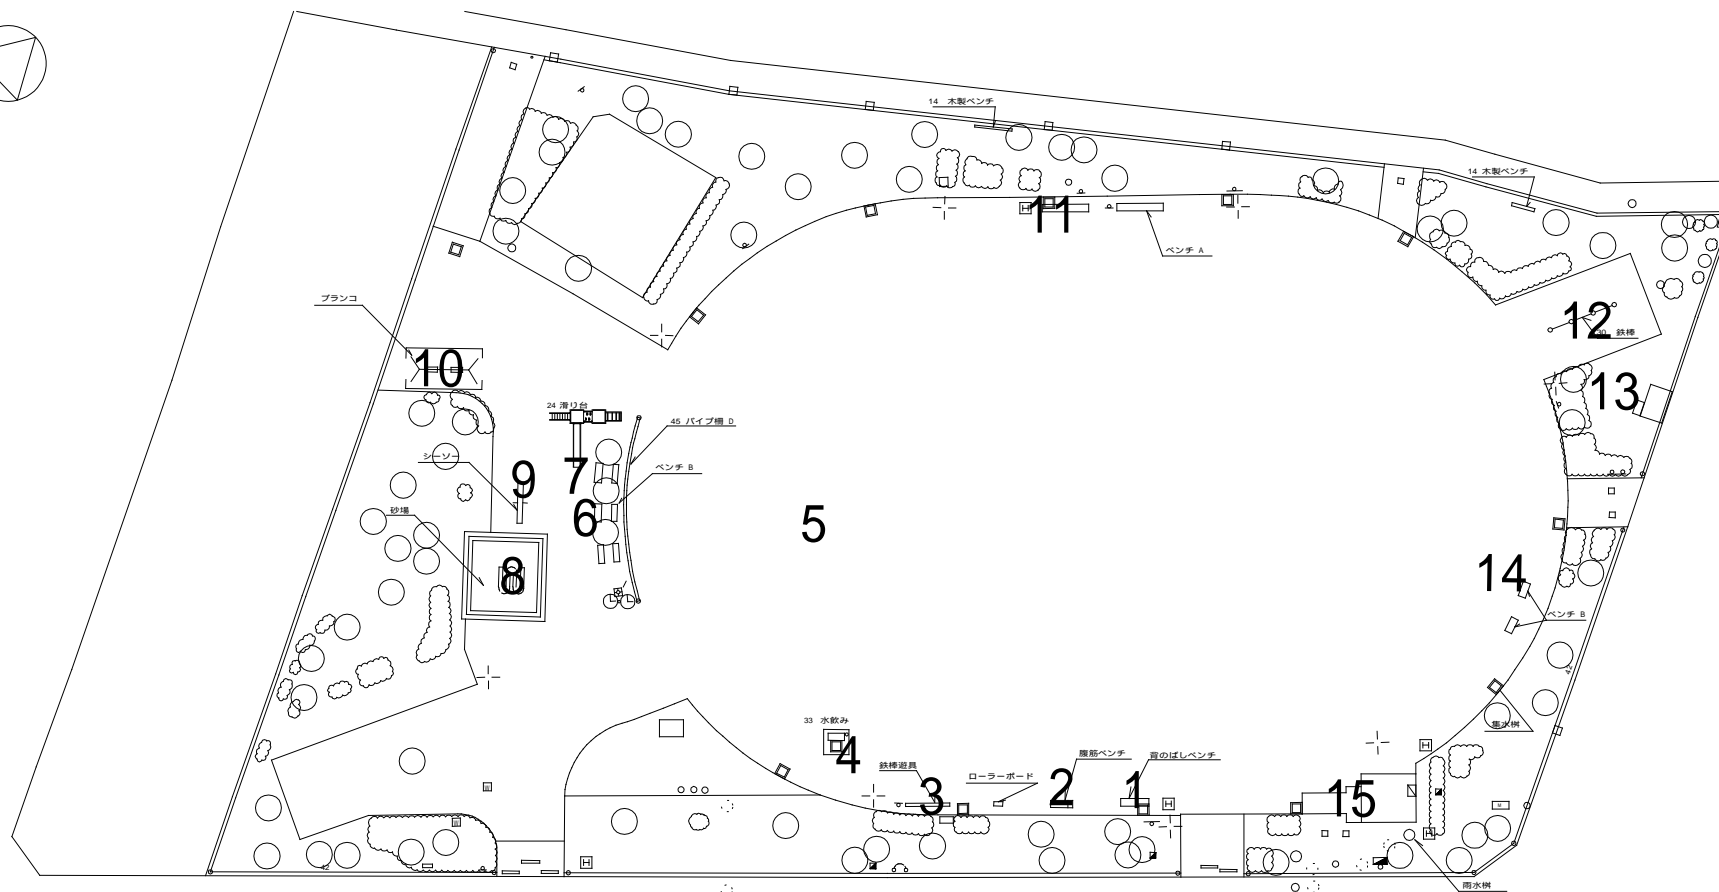 14 木製ベンチ
14 木製ベンチ
11
ベンチ A
ブランコ
12
30 鉄棒
10
13
24 滑り台
45 パイプ柵 D
シーソー
9
7
ベンチ B
砂場
6
5
8
14
ベンチ B
42
33 水飲み
4
集水桝
鉄棒遊具
ローラーボード
腹筋ベンチ
背のばしベンチ
3
2
1
15
H
H
H
H
H
M
42
雨水桝